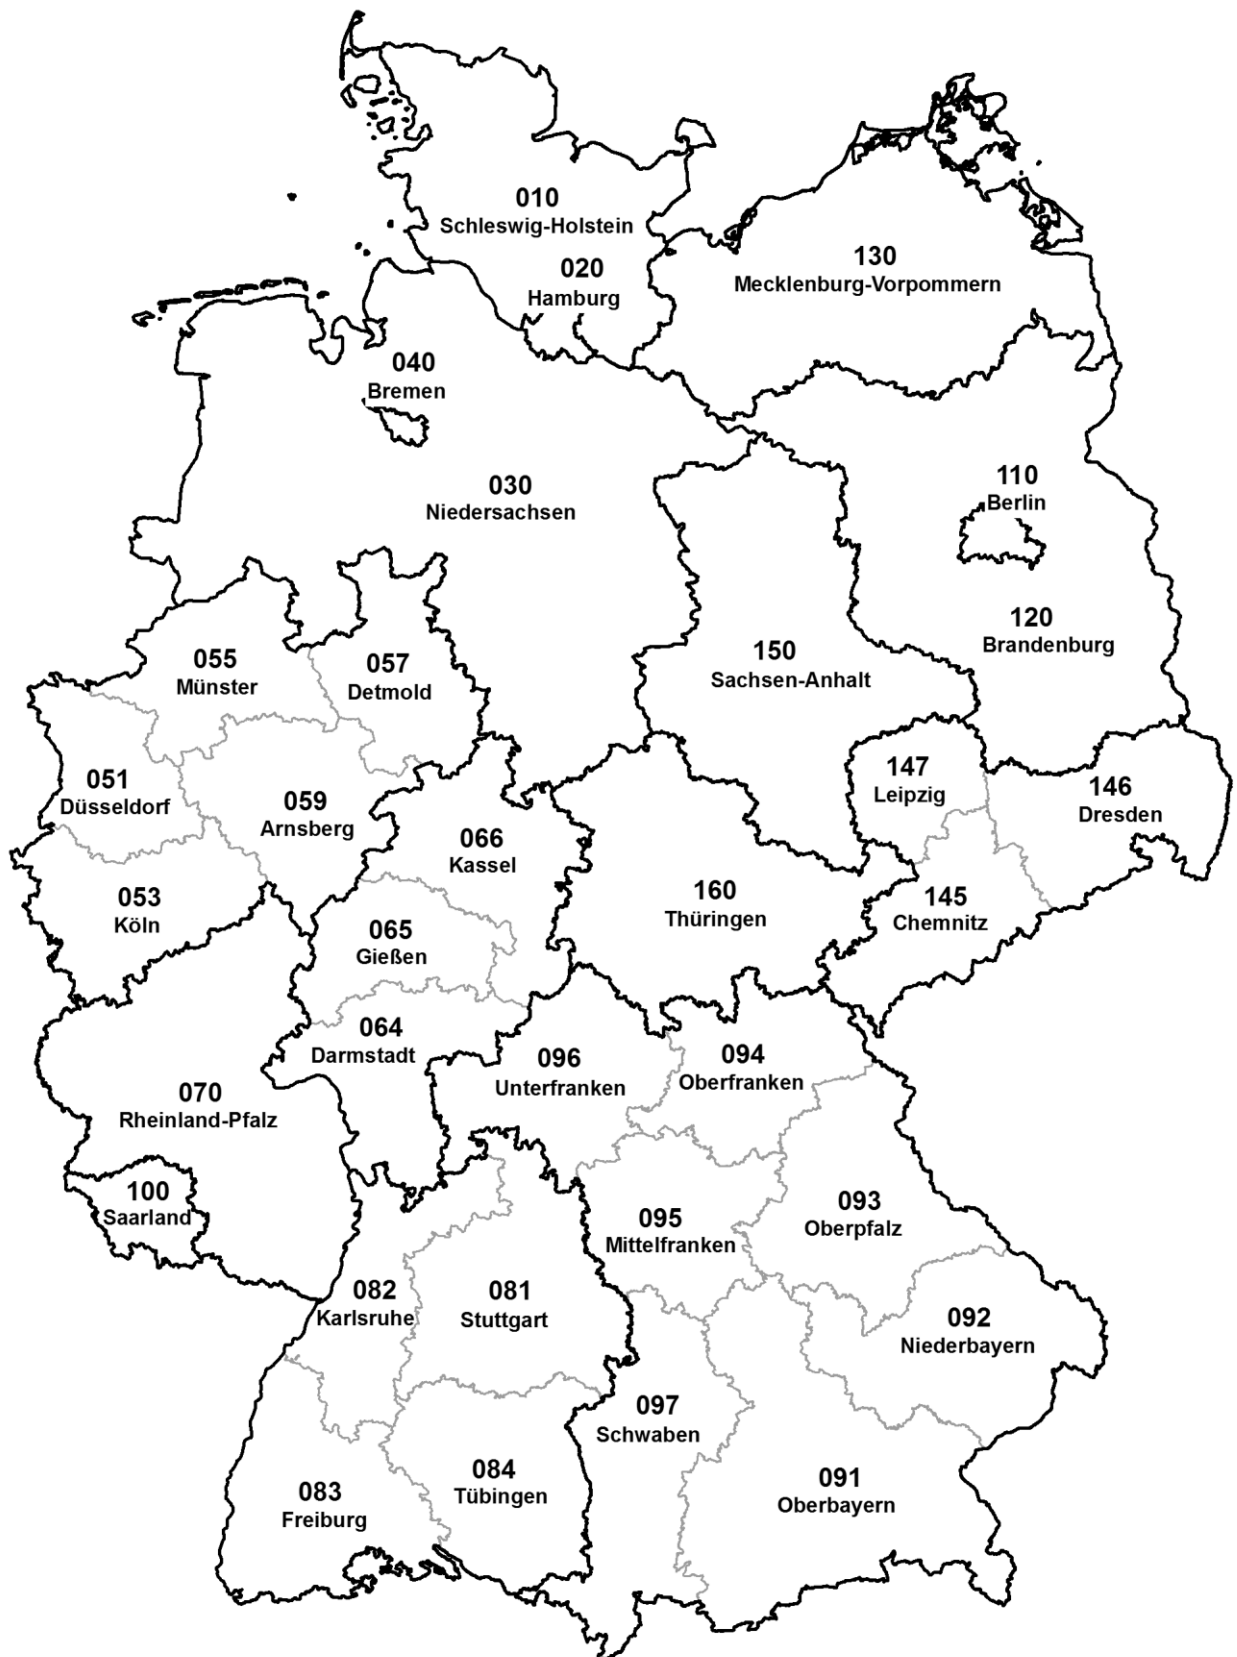 010
Schleswig-Holstein
020
Hamburg
130
Mecklenburg-Vorpommern
040
Bremen
030
Niedersachsen
110
Berlin
120
Brandenburg
150
Sachsen-Anhalt
055
Münster
057
Detmold
051
Düsseldorf
059
Arnsberg
066
Kassel
147
Leipzig
146
Dresden
053
Köln
065
Gießen
160
Thüringen
145
Chemnitz
064
Darmstadt
096
Unterfranken
094
Oberfranken
070
Rheinland-Pfalz
100
Saarland
095
Mittelfranken
093
Oberpfalz
082
Karlsruhe
081
Stuttgart
092
Niederbayern
097
Schwaben
083
Freiburg
084
Tübingen
091
Oberbayern